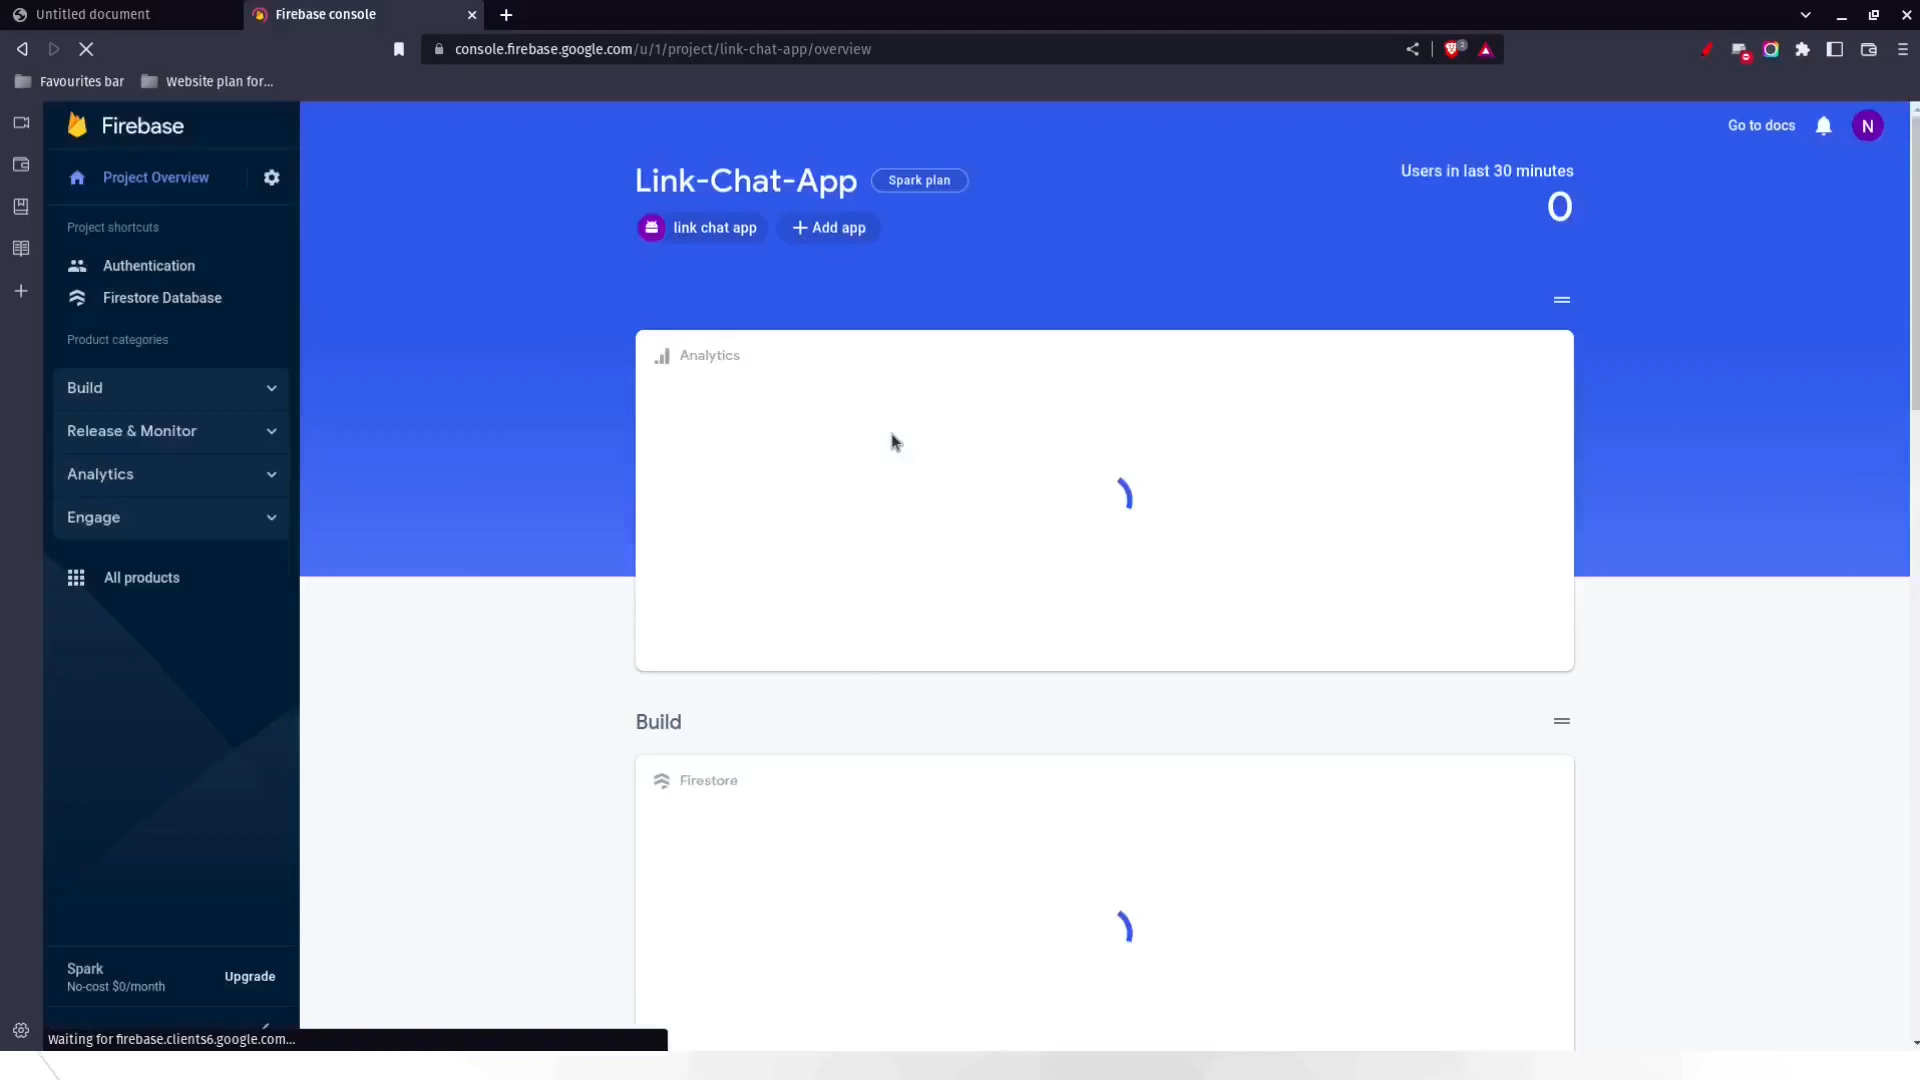 Untitled document
Firebase console
console.firebase.google.com/u/1/project/link-chat-app/overview
3
Favourites bar
Website plan for...
Firebase
Go to docs
N
Project Overview
Link-Chat-App
Spark plan
Users in last 30 minutes
0
link chat app
Add app
Project shortcuts
Authentication
Firestore Database
Product categories
Build
Release & Monitor
Analytics
Engage
All products
Analytics
Build
Firestore
Spark
No-cost $0/month
Upgrade
Waiting for firebase.clients6.google.com...